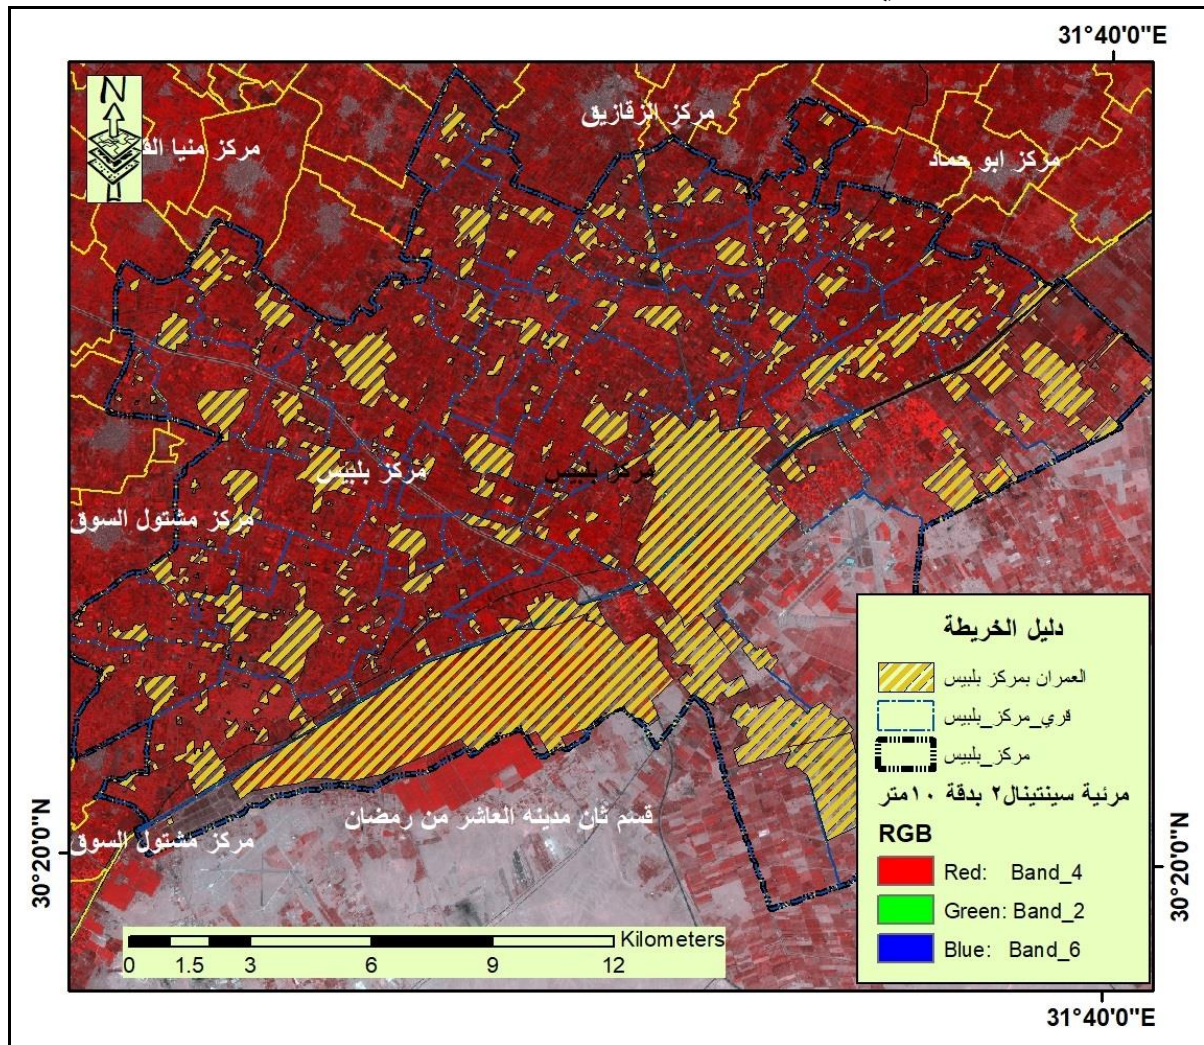 31°40'0"E
N
مركز الزقازيق
مركز منيا الق
مركز ابو حماد
مركز بلبيس
مركز بلبيس
مركز مشتول السوق
دليل الخريطة
العمران بمركز بلبيس
قري_مركز_بلبيس
مركز_بلبيس
مرئية سينتينال٢ بدقة ١٠متر
RGB
Red: Band_4
Green: Band_2
Blue: Band_6
قسم ثان مدينه العاشر من رمضان
مركز مشتول السوق
30°20'0"N
30°20'0"N
Kilometers
0 1.5 3 6 9 12
31°40'0"E